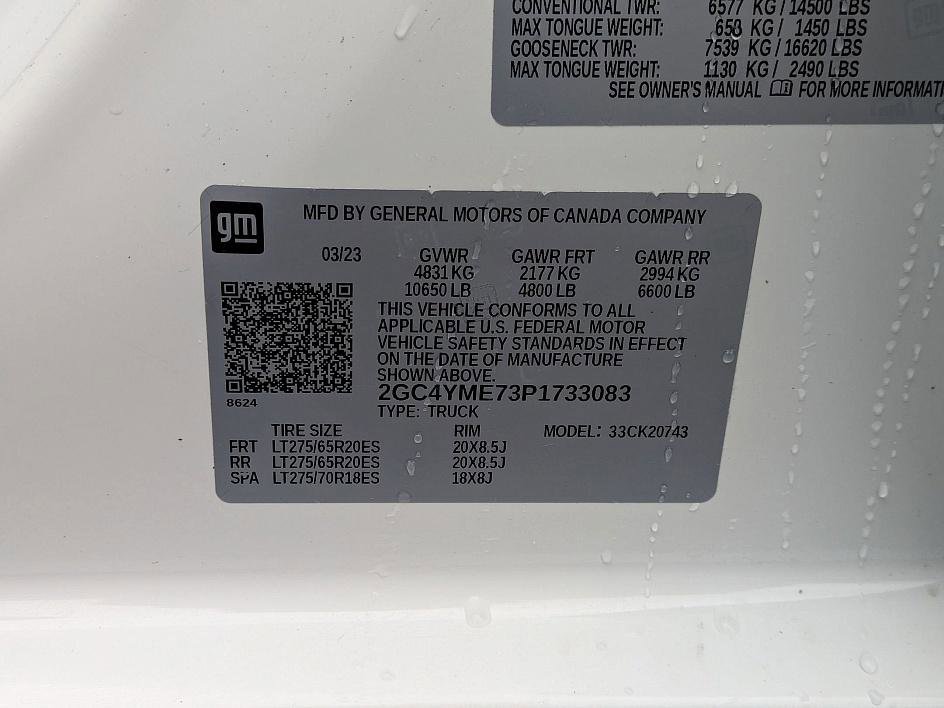 CONVENTIONAL TWR: 6577 KG / 14500 LBS
MAX TONGUE WEIGHT: 658 KG / 1450 LBS
GOOSENECK TWR: 7539 KG / 16620 LBS
MAX TONGUE WEIGHT: 1130 KG / 2490 LBS
SEE OWNER'S MANUAL FOR MORE INFORMATI
gm
MFD BY GENERAL MOTORS OF CANADA COMPANY
03/23 GVWR GAWR FRT GAWR RR
4831 KG 2177 KG 2994 KG
10650 LB 4800 LB 6600 LB
THIS VEHICLE CONFORMS TO ALL
APPLICABLE U.S. FEDERAL MOTOR
VEHICLE SAFETY STANDARDS IN EFFECT
ON THE DATE OF MANUFACTURE
SHOWN ABOVE.
2GC4YME73P1733083
8624
TYPE: TRUCK
TIRE SIZE RIM MODEL: 33CK20743
FRT LT275/65R20ES 20X8.5J
RR LT275/65R20ES 20X8.5J
SPA LT275/70R18ES 18X8J